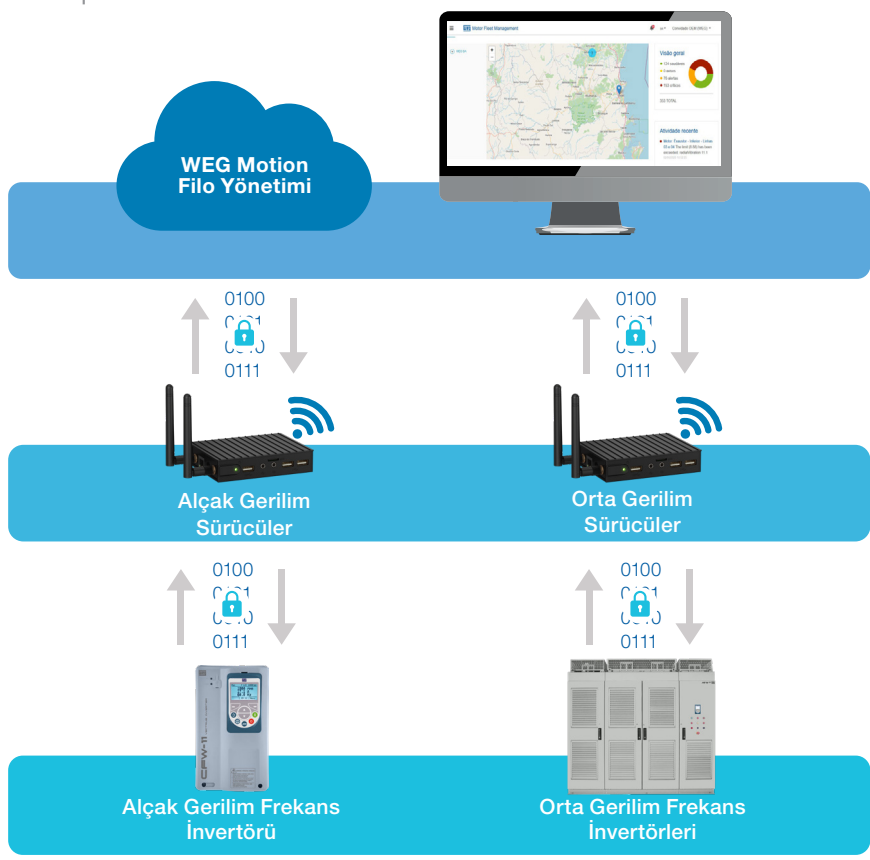 Motor Fleet Management
Visão geral
Atividade recente
WEG Motion
Filo Yönetimi
0100
0111
0100
0111
Alçak Gerilim
Sürücüler
Orta Gerilim
Sürücüler
0100
0111
0100
0111
CFW-11
Alçak Gerilim Frekans
İnvertörü
Orta Gerilim Frekans
İnvertörleri